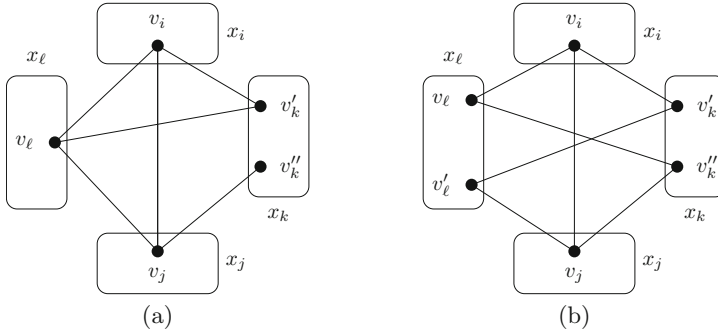 v_i
x_i
x_ℓ
v'_k
v_ℓ
v''_k
x_k
v_j
x_j
(a)
v_i
x_i
x_ℓ
v_ℓ
v'_k
v'_ℓ
v''_k
x_k
v_j
x_j
(b)